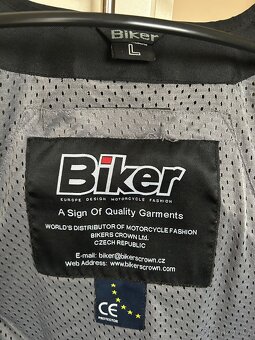 Biker
L
Biker
EUROPE DESIGN MOTORCYCLE FASHION
A Sign Of Quality Garments
WORLD'S DISTRIBUTOR OF MOTORCYCLE FASHION
BIKERS CROWN Ltd.
CZECH REPUBLIC
E-mail: biker@bikerscrown.cz
Web Address: www.bikerscrown.com
CE